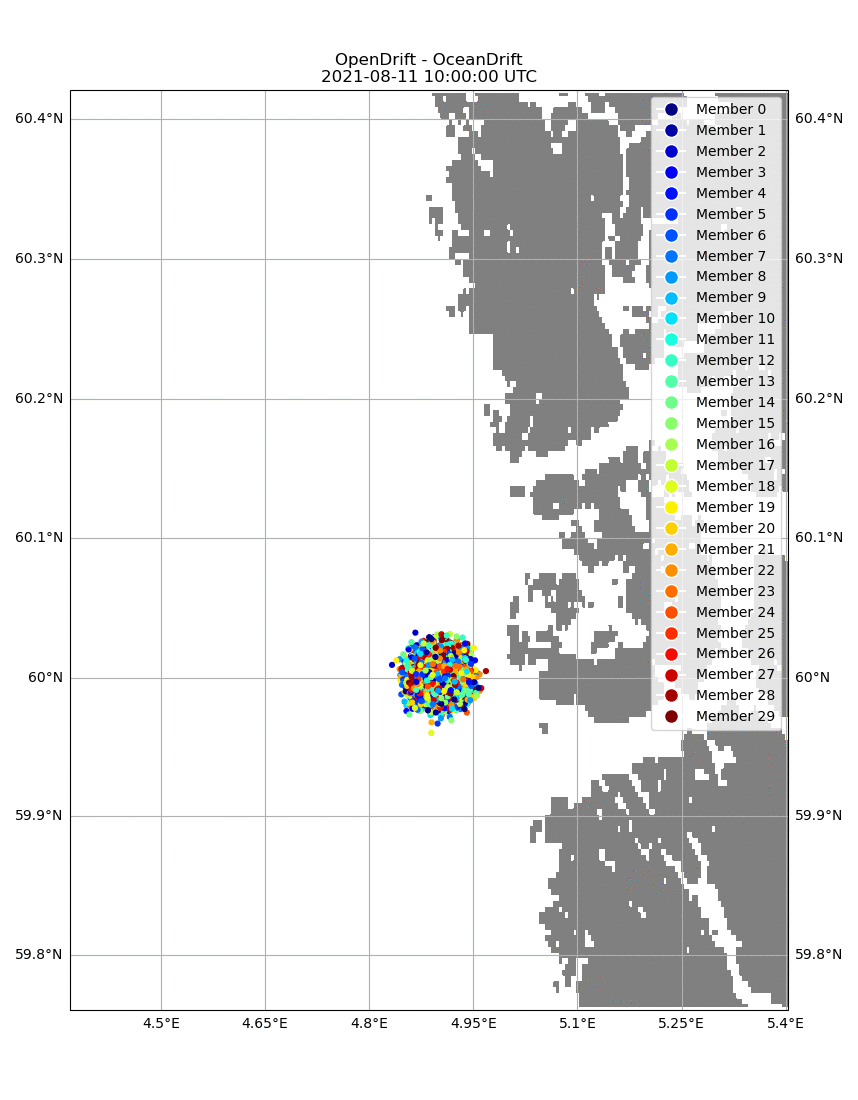 OpenDrift - OceanDrift
2021-08-11 10:00:00 UTC
60.4°N
60.3°N
60.2°N
60.1°N
60°N
59.9°N
59.8°N
60.4°N
60.3°N
60.2°N
60.1°N
60°N
59.9°N
59.8°N
Member 0
Member 1
Member 2
Member 3
Member 4
Member 5
Member 6
Member 7
Member 8
Member 9
Member 10
Member 11
Member 12
Member 13
Member 14
Member 15
Member 16
Member 17
Member 18
Member 19
Member 20
Member 21
Member 22
Member 23
Member 24
Member 25
Member 26
Member 27
Member 28
Member 29
4.5°E 4.65°E 4.8°E 4.95°E 5.1°E 5.25°E 5.4°E